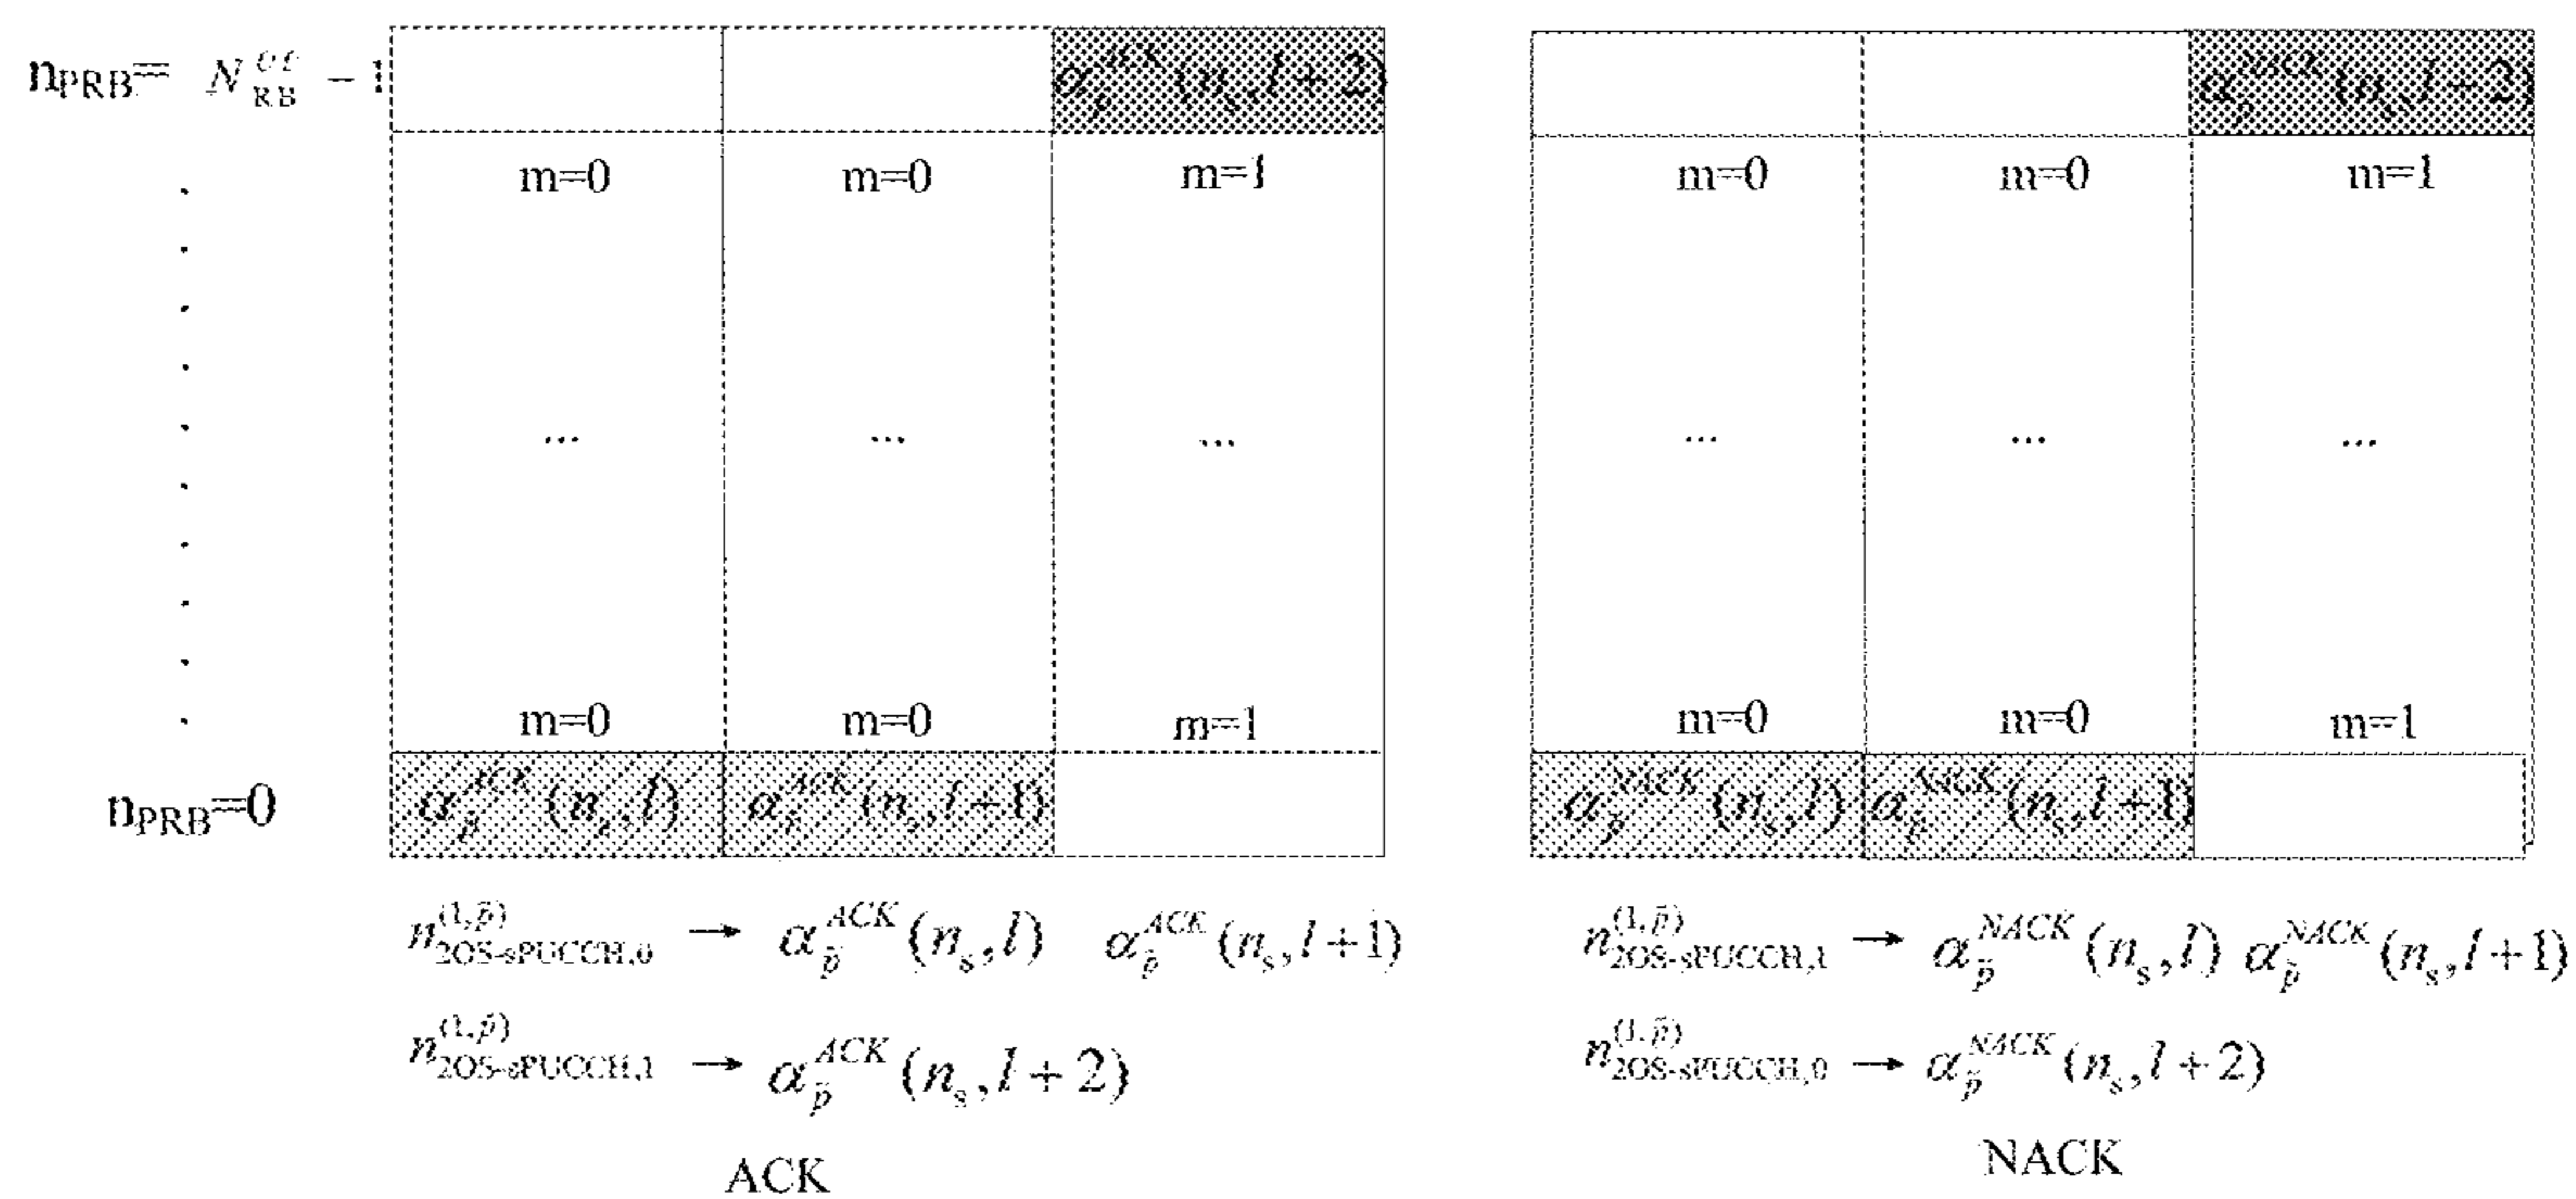 n_PRB= N_RB^UL − 1 α_p̃^ACK(n_s,l+2) α_p̃^NACK(n_s,l+2)
m=0 m=0 m=1 m=0 m=0 m=1
... ... ... ... ... ...
m=0 m=0 m=1 m=0 m=0 m=1
n_PRB=0 α_p̃^ACK(n_s,l) α_p̃^ACK(n_s,l+1) α_p̃^NACK(n_s,l) α_p̃^NACK(n_s,l+1)
n_2OS-sPUCCH,0^(1,p̃) → α_p̃^ACK(n_s,l) α_p̃^ACK(n_s,l+1) n_2OS-sPUCCH,1^(1,p̃) → α_p̃^NACK(n_s,l) α_p̃^NACK(n_s,l+1)
n_2OS-sPUCCH,1^(1,p̃) → α_p̃^ACK(n_s,l+2) n_2OS-sPUCCH,0^(1,p̃) → α_p̃^NACK(n_s,l+2)
ACK NACK